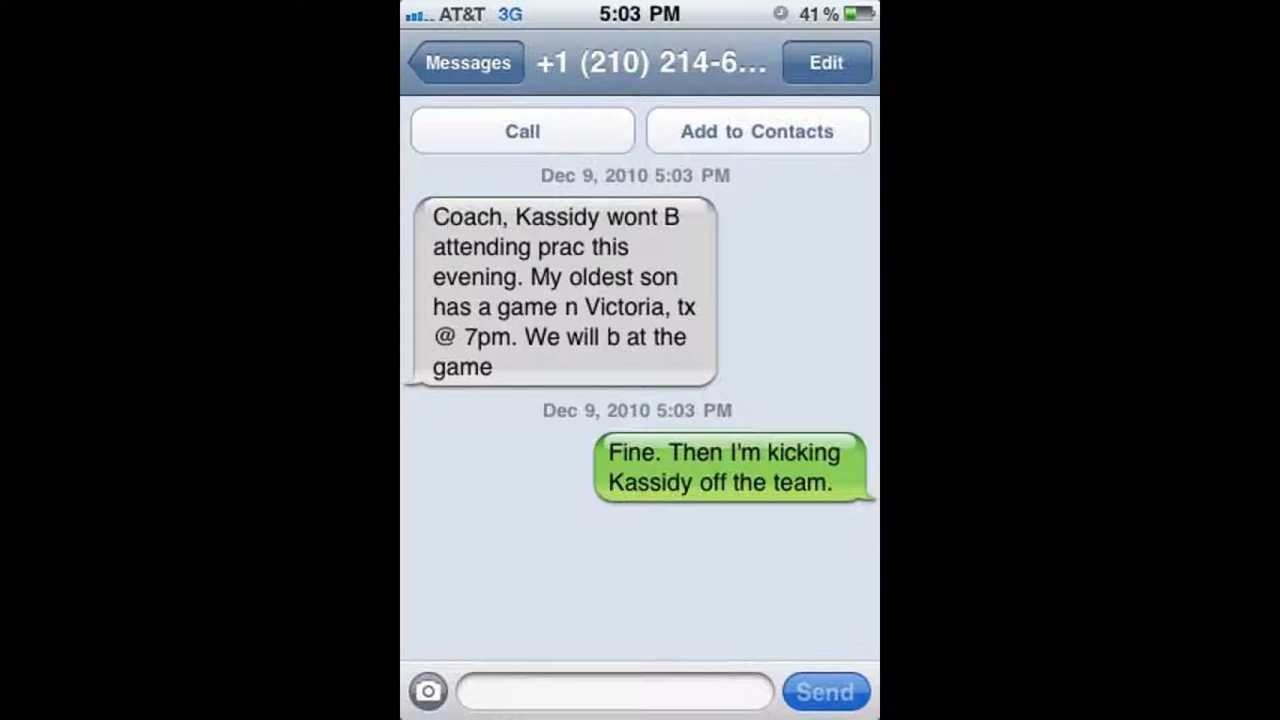 AT&T 3G 5:03 PM 41%
Messages +1 (210) 214-6... Edit
Call Add to Contacts
Dec 9, 2010 5:03 PM
Coach, Kassidy wont B
attending prac this
evening. My oldest son
has a game n Victoria, tx
@ 7pm. We will b at the
game
Dec 9, 2010 5:03 PM
Fine. Then I'm kicking
Kassidy off the team.
Send